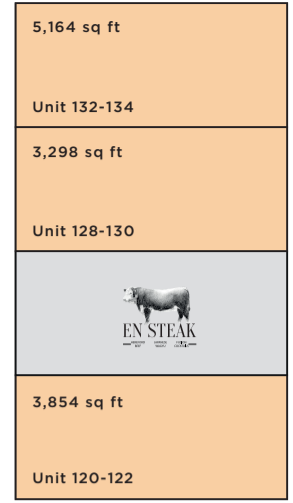 5,164 sq ft
Unit 132-134
3,298 sq ft
Unit 128-130
EN STEAK
3,854 sq ft
Unit 120-122